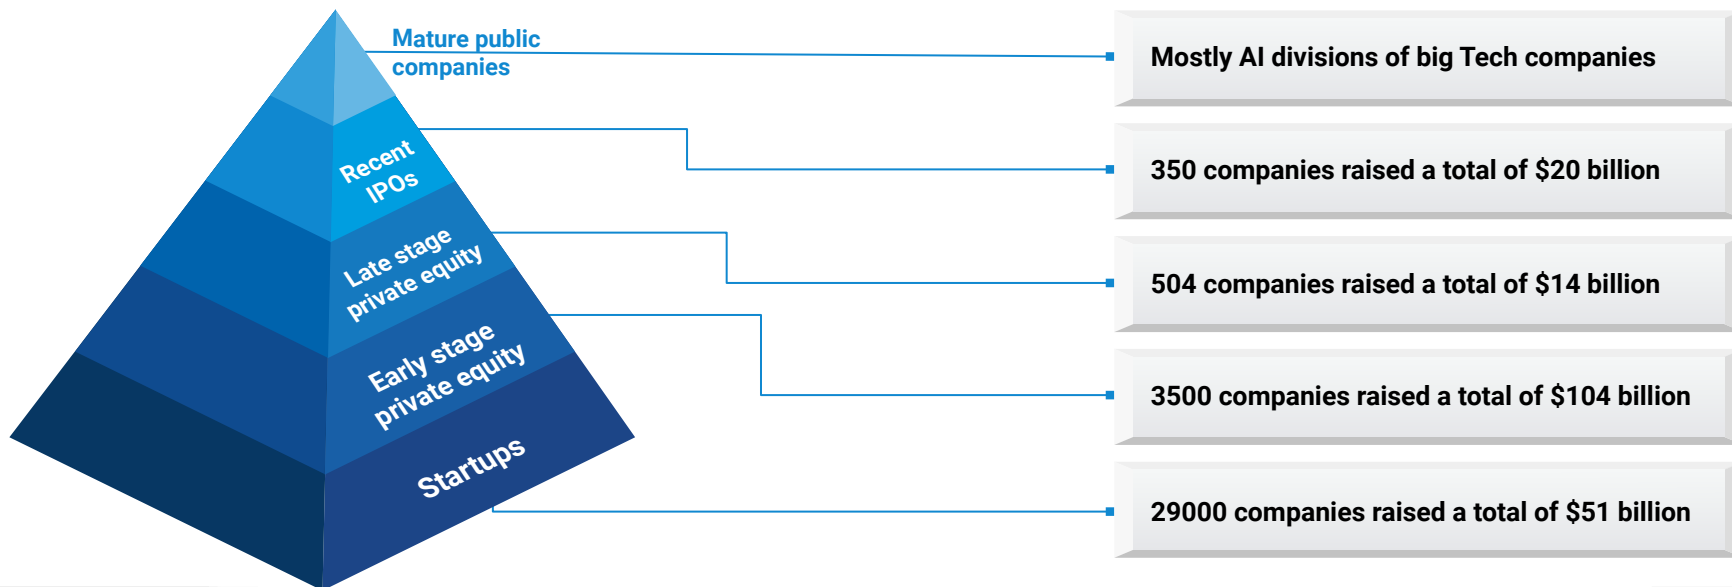 Mature public
companies
Mostly AI divisions of big Tech companies
Recent
IPOs
350 companies raised a total of $20 billion
Late stage
private equity
504 companies raised a total of $14 billion
Early stage
private equity
3500 companies raised a total of $104 billion
Startups
29000 companies raised a total of $51 billion